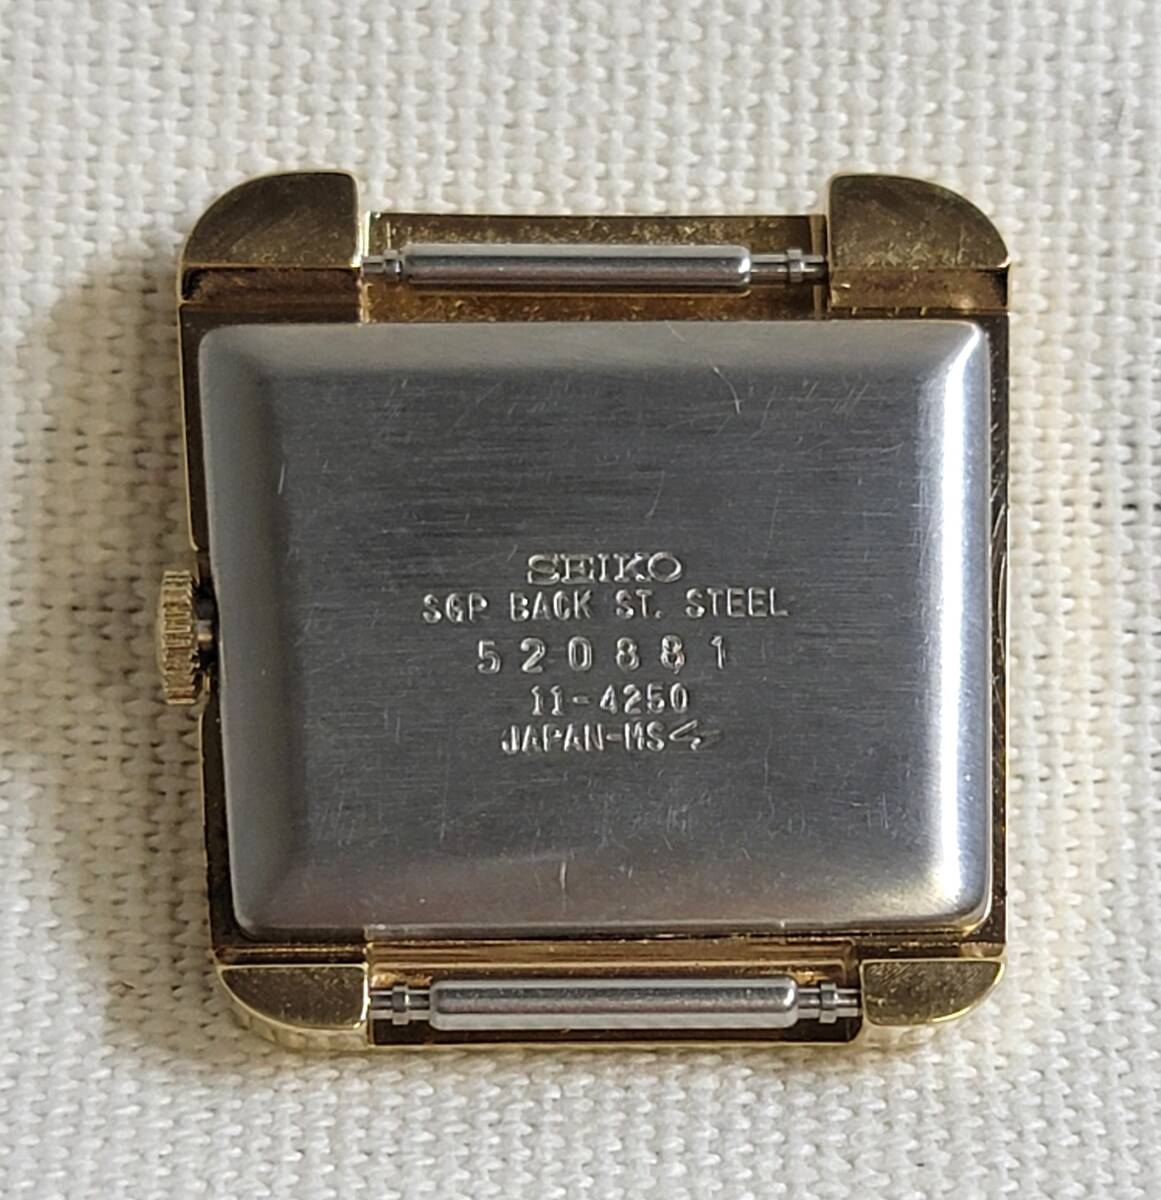 SEIKO
SGP BACK ST. STEEL
520881
11-4250
JAPAN-MS